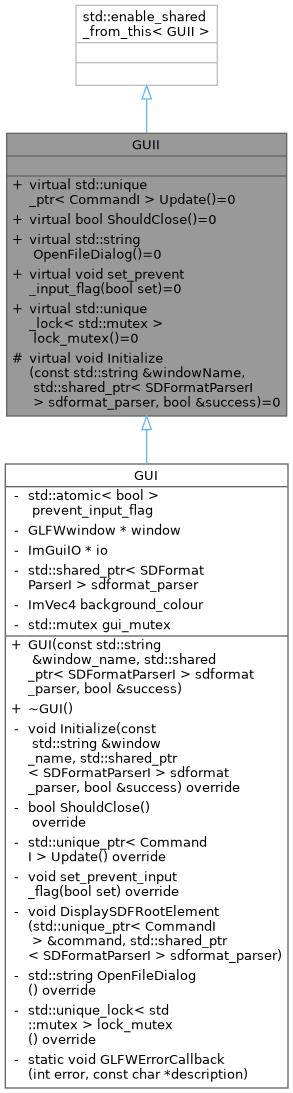 std::enable_shared
_from_this< GUII >
GUII
+ virtual std::unique
_ptr< CommandI > Update()=0
+ virtual bool ShouldClose()=0
+ virtual std::string
OpenFileDialog()=0
+ virtual void set_prevent
_input_flag(bool set)=0
+ virtual std::unique
_lock< std::mutex >
lock_mutex()=0
# virtual void Initialize
(const std::string &windowName,
std::shared_ptr< SDFormatParserI
> sdformat_parser, bool &success)=0
GUI
- std::atomic< bool >
prevent_input_flag
- GLFWwindow * window
- ImGuiIO * io
- std::shared_ptr< SDFormat
ParserI > sdformat_parser
- ImVec4 background_colour
- std::mutex gui_mutex
+ GUI(const std::string
&window_name, std::shared
_ptr< SDFormatParserI > sdformat
_parser, bool &success)
+ ~GUI()
- void Initialize(const
std::string &window
_name, std::shared_ptr
< SDFormatParserI > sdformat
_parser, bool &success) override
- bool ShouldClose()
override
- std::unique_ptr< Command
I > Update() override
- void set_prevent_input
_flag(bool set) override
- void DisplaySDFRootElement
(std::unique_ptr< CommandI
> &command, std::shared_ptr
< SDFormatParserI > sdformat_parser)
- std::string OpenFileDialog
() override
- std::unique_lock< std
::mutex > lock_mutex
() override
- static void GLFWErrorCallback
(int error, const char *description)